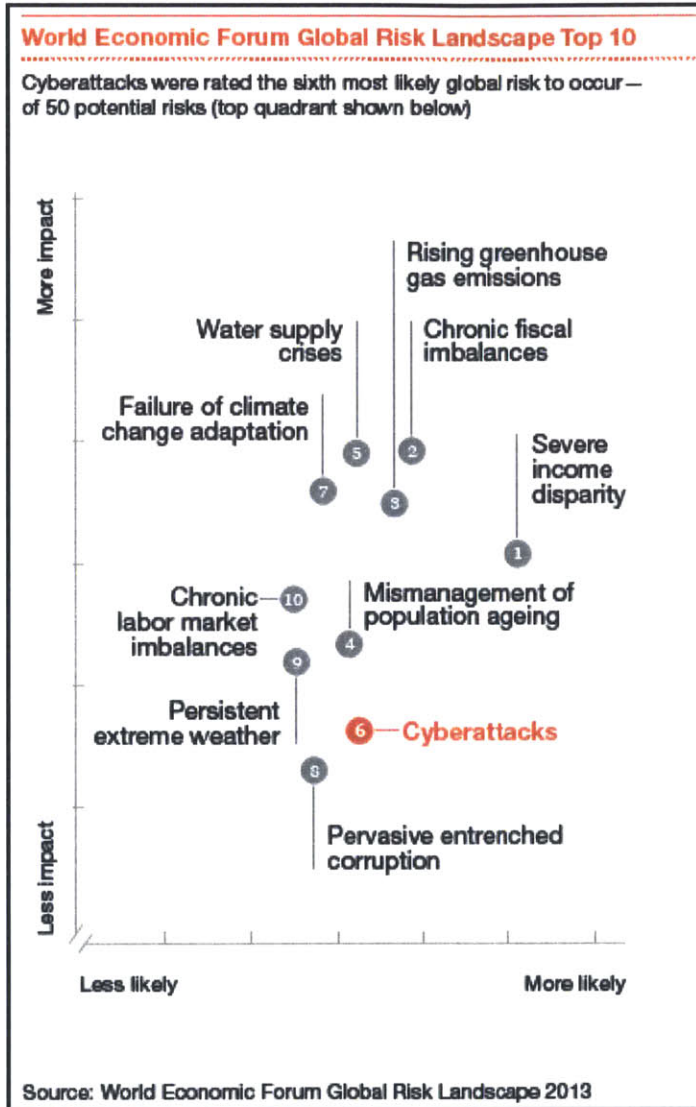 World Economic Forum Global Risk Landscape Top 10
Cyberattacks were rated the sixth most likely global risk to occur—
of 50 potential risks (top quadrant shown below)
More impact
Rising greenhouse
gas emissions
Water supply
crises
Chronic fiscal
imbalances
Failure of climate
change adaptation
Severe
income
disparity
5
2
7
3
1
Chronic
labor market
imbalances
10
Mismanagement of
population ageing
4
9
Persistent
extreme weather
6
Cyberattacks
8
Pervasive entrenched
corruption
Less impact
Less likely
More likely
Source: World Economic Forum Global Risk Landscape 2013